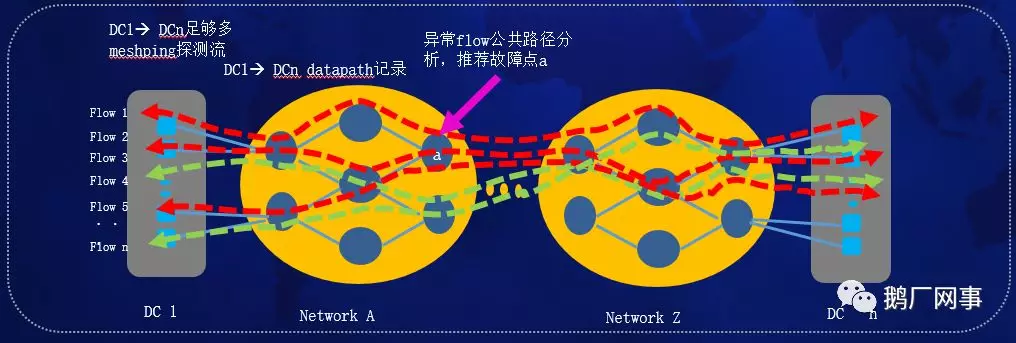 DC1→ DCn足够多
meshping探测流
异常flow公共路径分
析，推荐故障点a
DC1→ DCn datapath记录
Flow 1
Flow 2
Flow 3
Flow 4
Flow 5
. .
Flow n
a
DC 1
Network A
Network Z
DC n
鹅厂网事